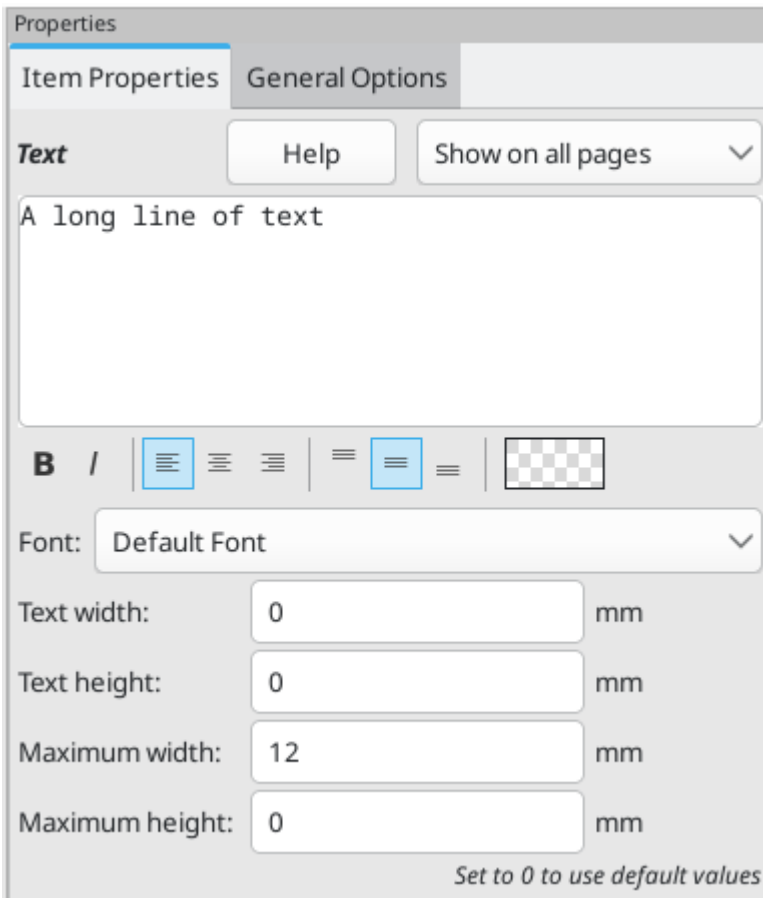 Properties
Item Properties General Options
Text Help Show on all pages
A long line of text
B I
Font: Default Font
Text width: 0 mm
Text height: 0 mm
Maximum width: 12 mm
Maximum height: 0 mm
Set to 0 to use default values